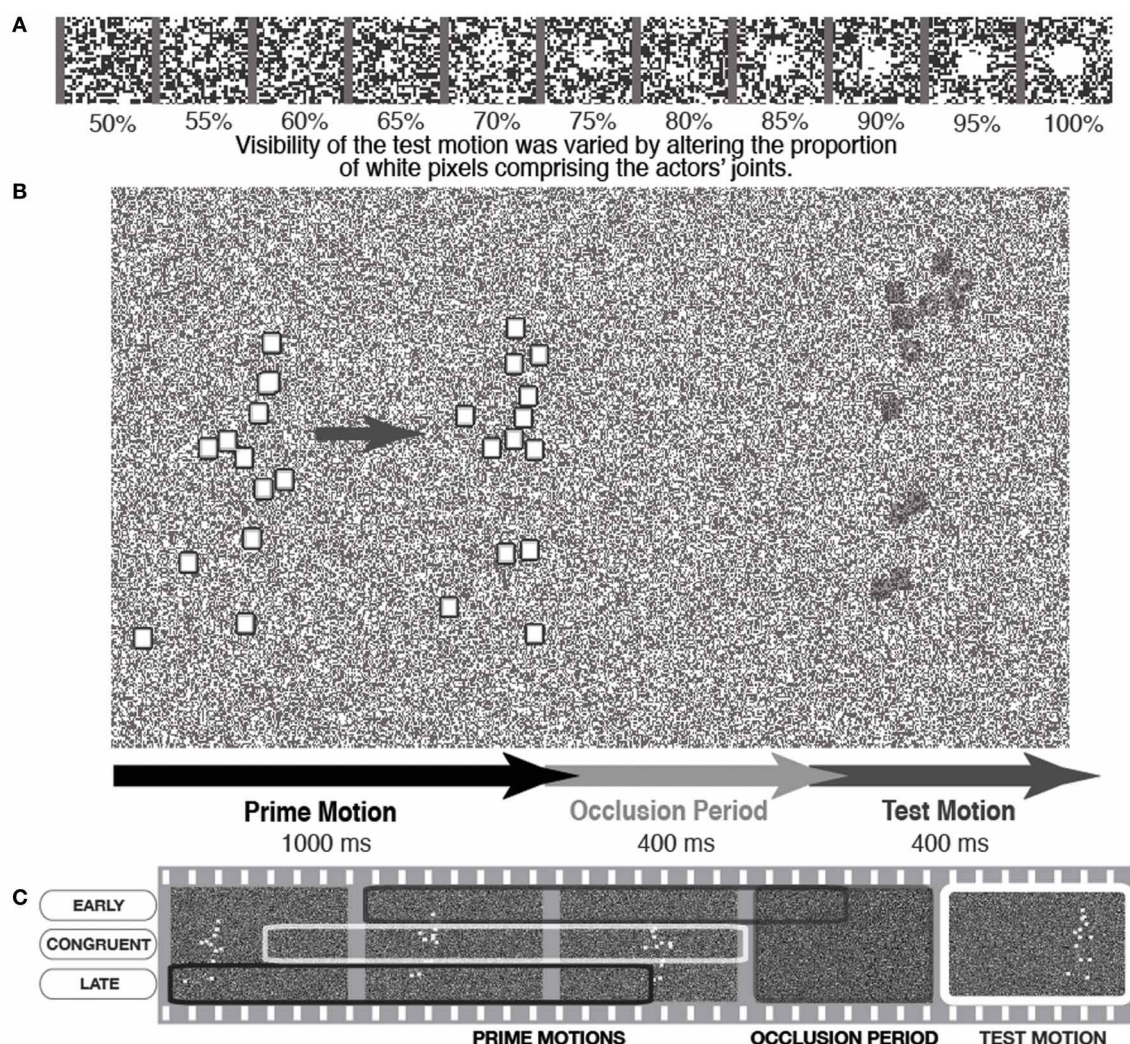 A
50% 55% 60% 65% 70% 75% 80% 85% 90% 95% 100%
Visibility of the test motion was varied by altering the proportion
of white pixels comprising the actors' joints.
B
Prime Motion Occlusion Period Test Motion
1000 ms 400 ms 400 ms
C
EARLY
CONGRUENT
LATE
PRIME MOTIONS OCCLUSION PERIOD TEST MOTION